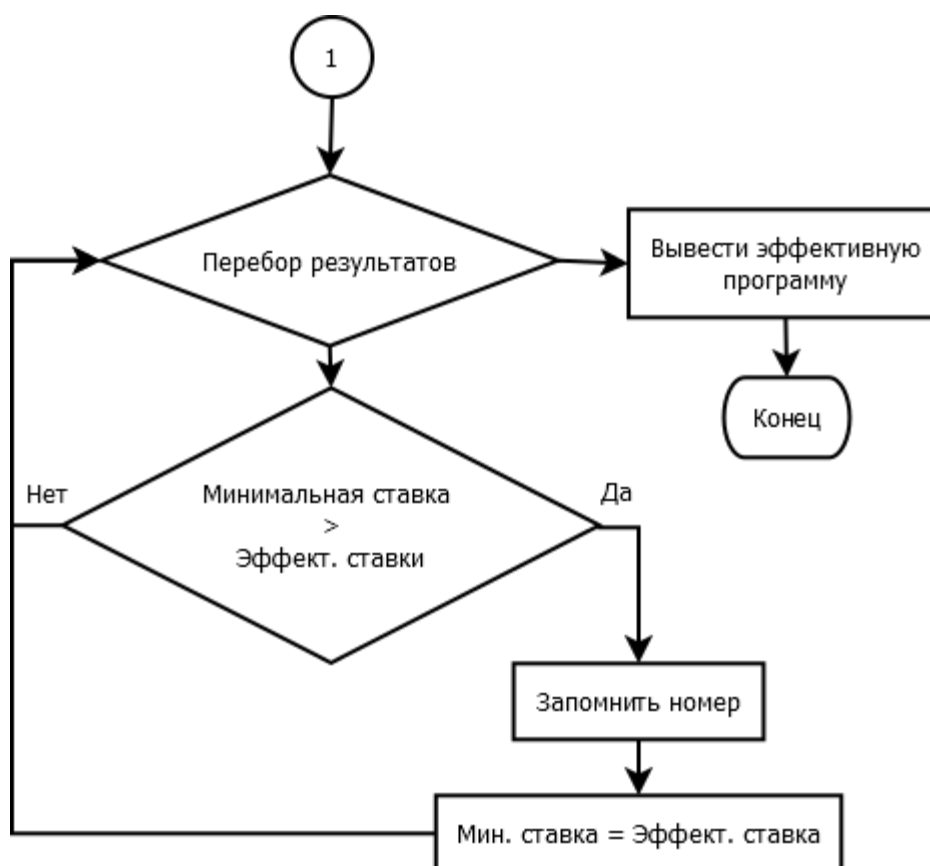 1
Перебор результатов
Вывести эффективную
программу
Конец
Нет
Минимальная ставка
>
Эффект. ставки
Да
Запомнить номер
Мин. ставка = Эффект. ставка